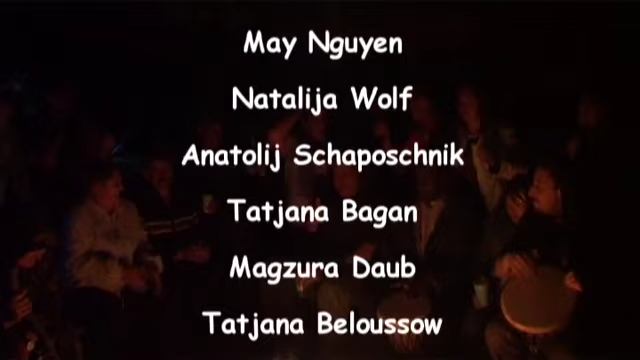 May Nguyen
Natalija Wolf
Anatolij Schaposchnik
Tatjana Bagan
Magzura Daub
Tatjana Beloussow